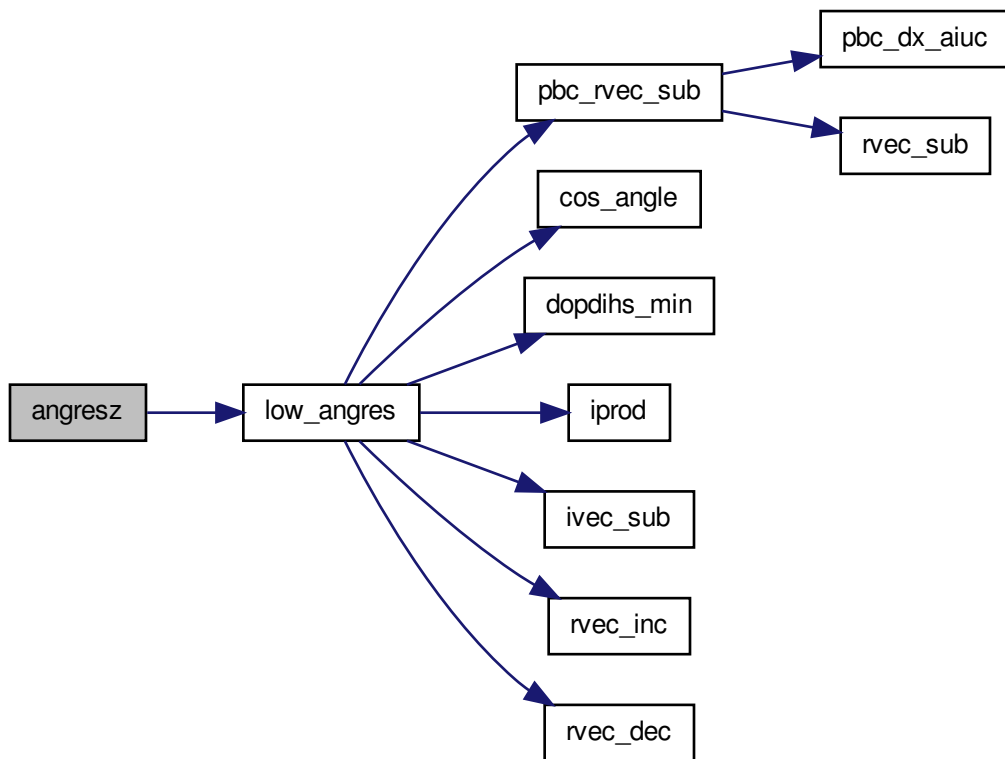 pbc_dx_aiuc
pbc_rvec_sub
rvec_sub
cos_angle
dopdihs_min
angresz
low_angres
iprod
ivec_sub
rvec_inc
rvec_dec